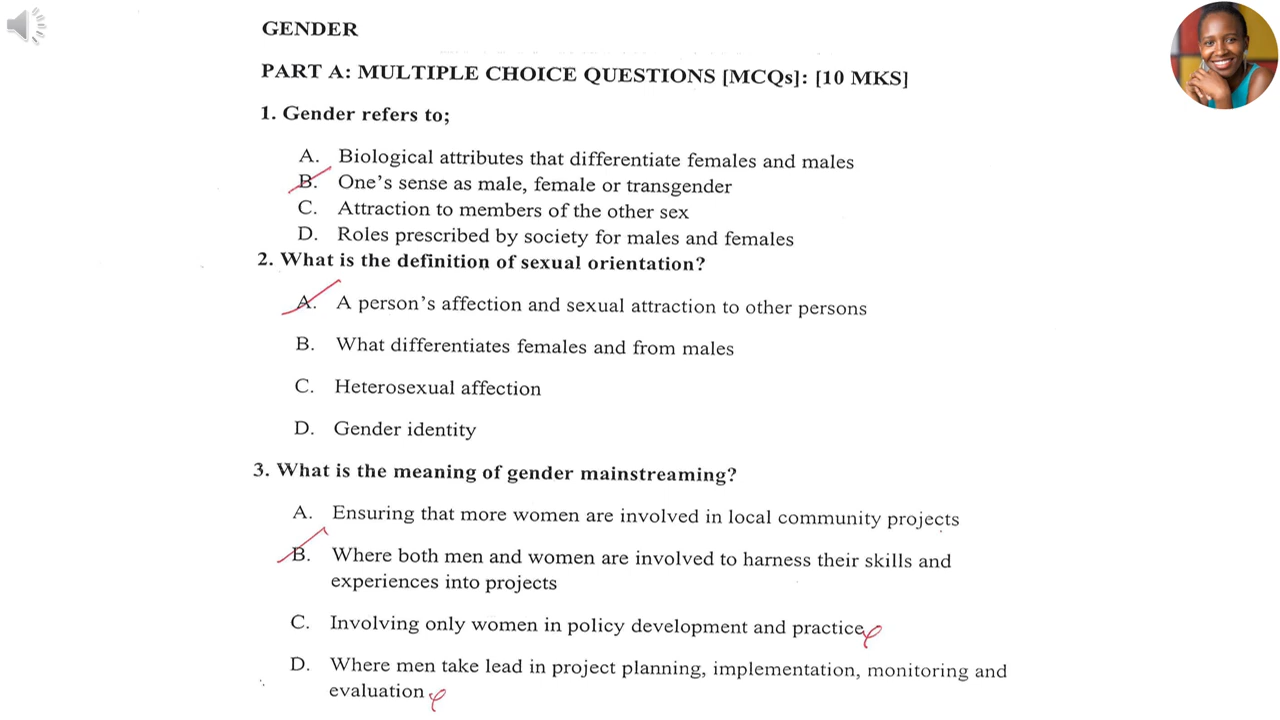 GENDER
PART A: MULTIPLE CHOICE QUESTIONS [MCQs]: [10 MKS]
1. Gender refers to;
A. Biological attributes that differentiate females and males
B. One's sense as male, female or transgender
C. Attraction to members of the other sex
D. Roles prescribed by society for males and females
2. What is the definition of sexual orientation?
A. A person's affection and sexual attraction to other persons
B. What differentiates females and from males
C. Heterosexual affection
D. Gender identity
3. What is the meaning of gender mainstreaming?
A. Ensuring that more women are involved in local community projects
B. Where both men and women are involved to harness their skills and
experiences into projects
C. Involving only women in policy development and practice
D. Where men take lead in project planning, implementation, monitoring and
evaluation